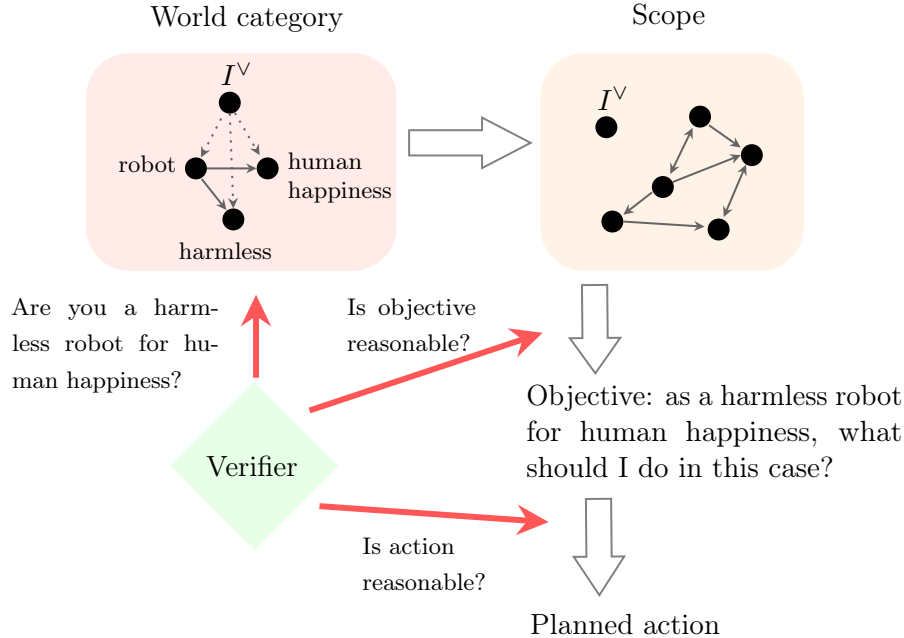 World category
Scope
I∨
I∨
robot
human
happiness
harmless
Are you a harm-
less robot for hu-
man happiness?
Is objective
reasonable?
Objective: as a harmless robot
for human happiness, what
should I do in this case?
Verifier
Is action
reasonable?
Planned action